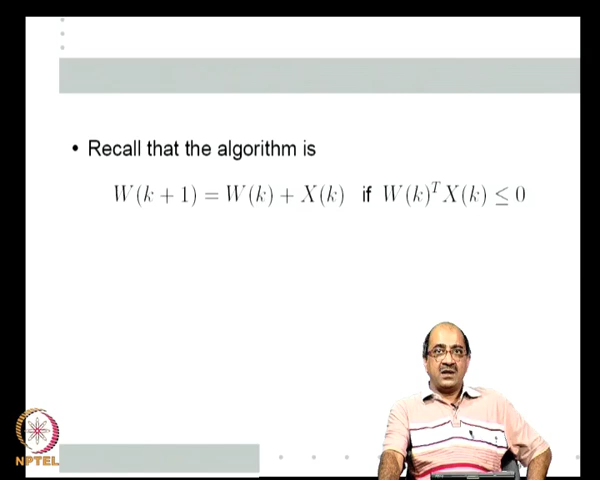 • Recall that the algorithm is
W(k + 1) = W(k) + X(k) if W(k)^T X(k) ≤ 0
NPTEL